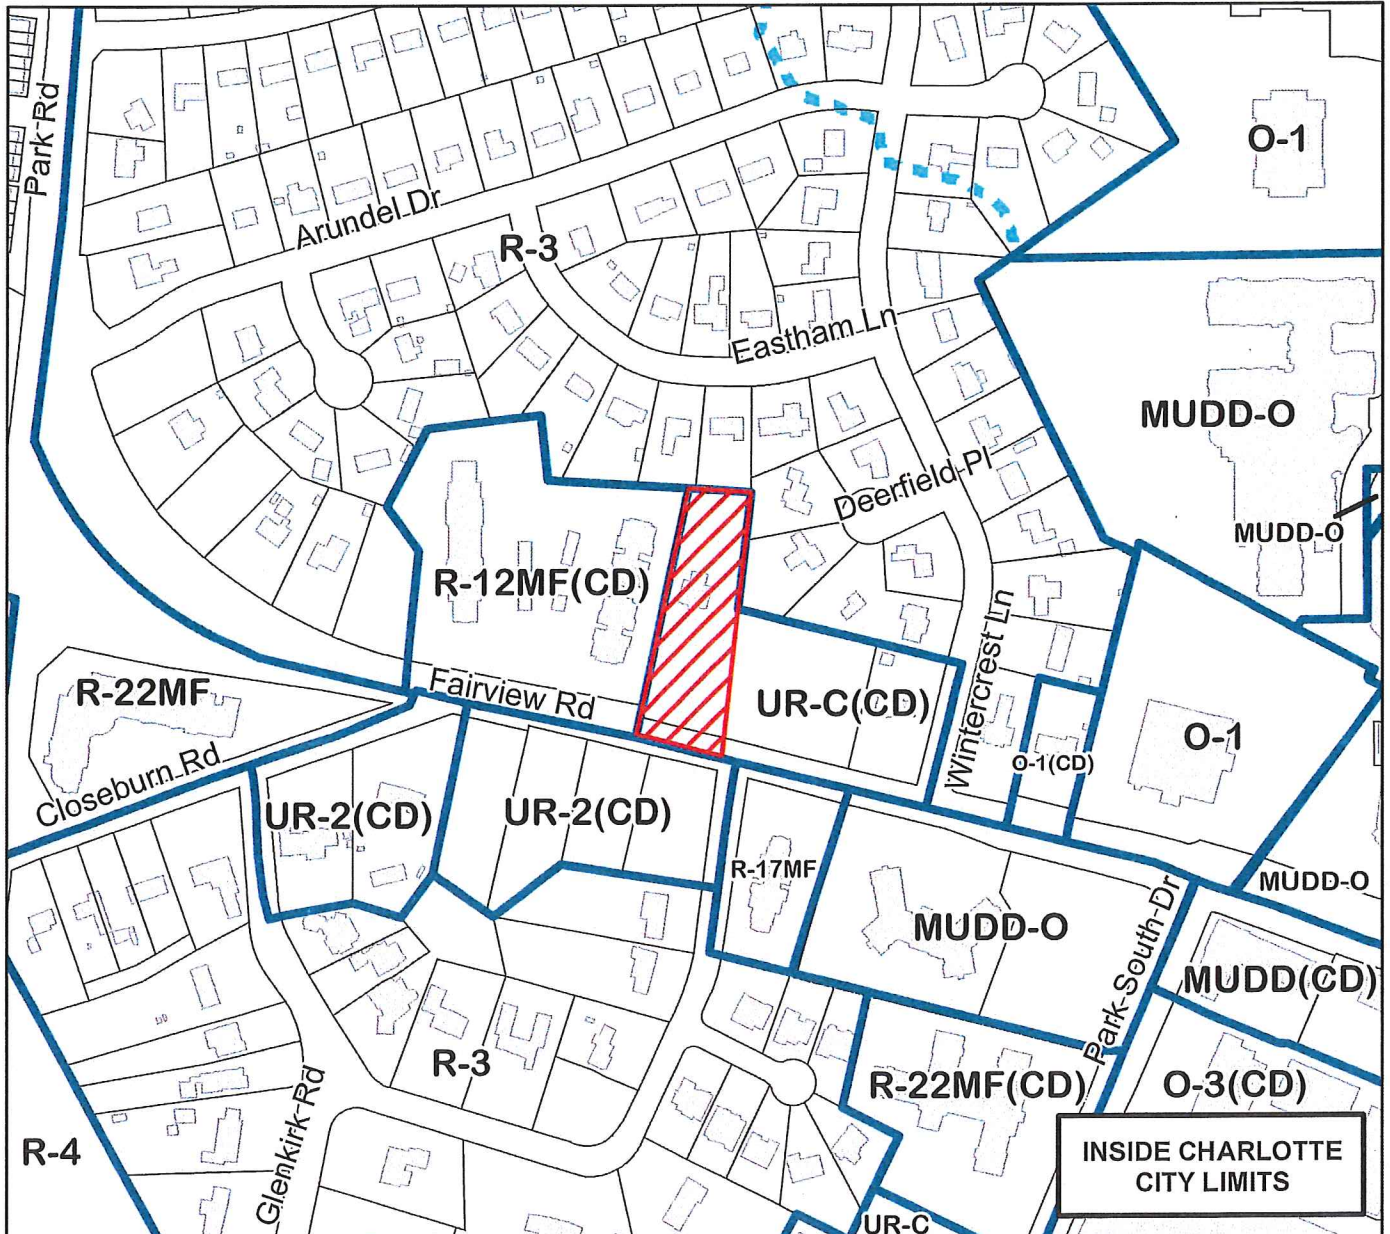 Park Rd
O-1
Arundel Dr
R-3
Eastham Ln
MUDD-O
Deerfield Pl
MUDD-O
R-12MF(CD)
Wintercrest Ln
R-22MF
Fairview Rd
UR-C(CD)
O-1
O-1(CD)
Closeburn Rd
UR-2(CD)
UR-2(CD)
R-17MF
MUDD-O
MUDD-O
Park South Dr
MUDD(CD)
R-3
R-22MF(CD)
O-3(CD)
Glenkirk Rd
R-4
INSIDE CHARLOTTE
CITY LIMITS
UR-C